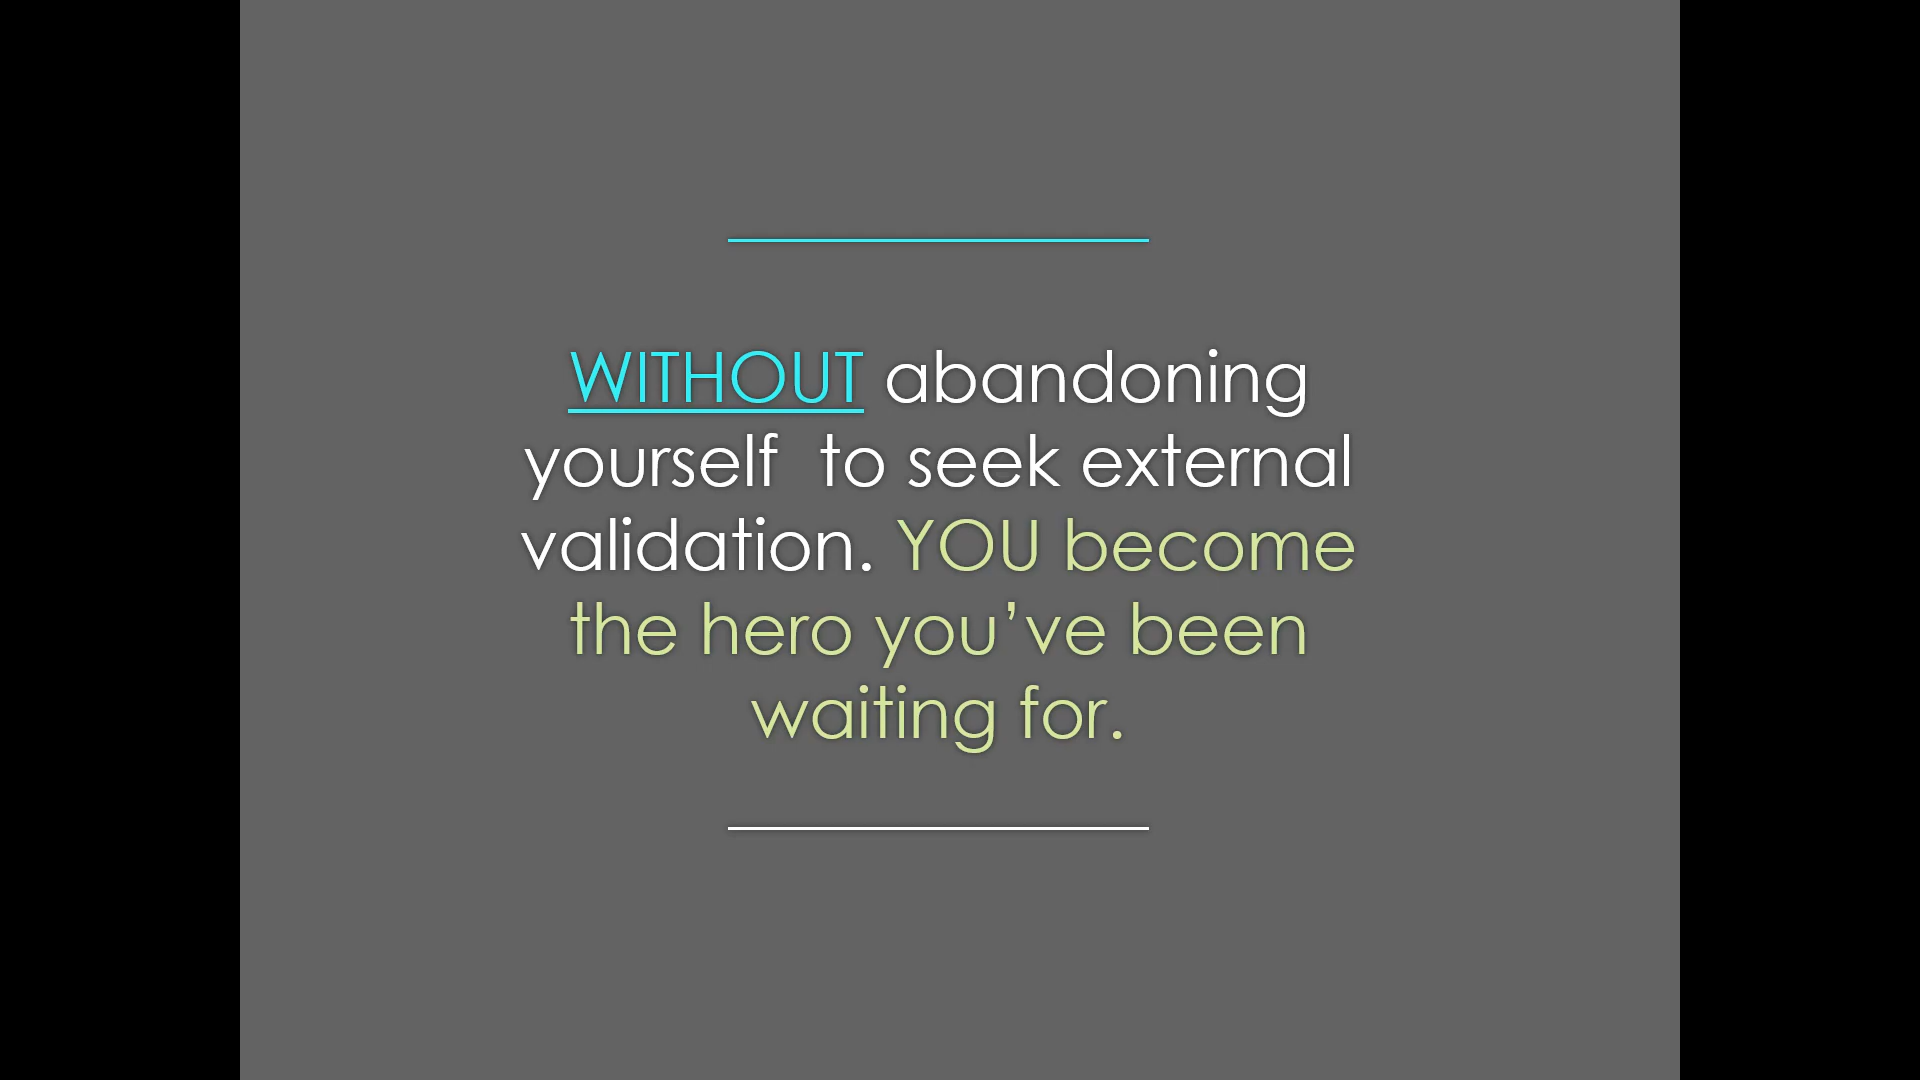 WITHOUT abandoning
yourself  to seek external
validation. YOU become
the hero you’ve been
waiting for.